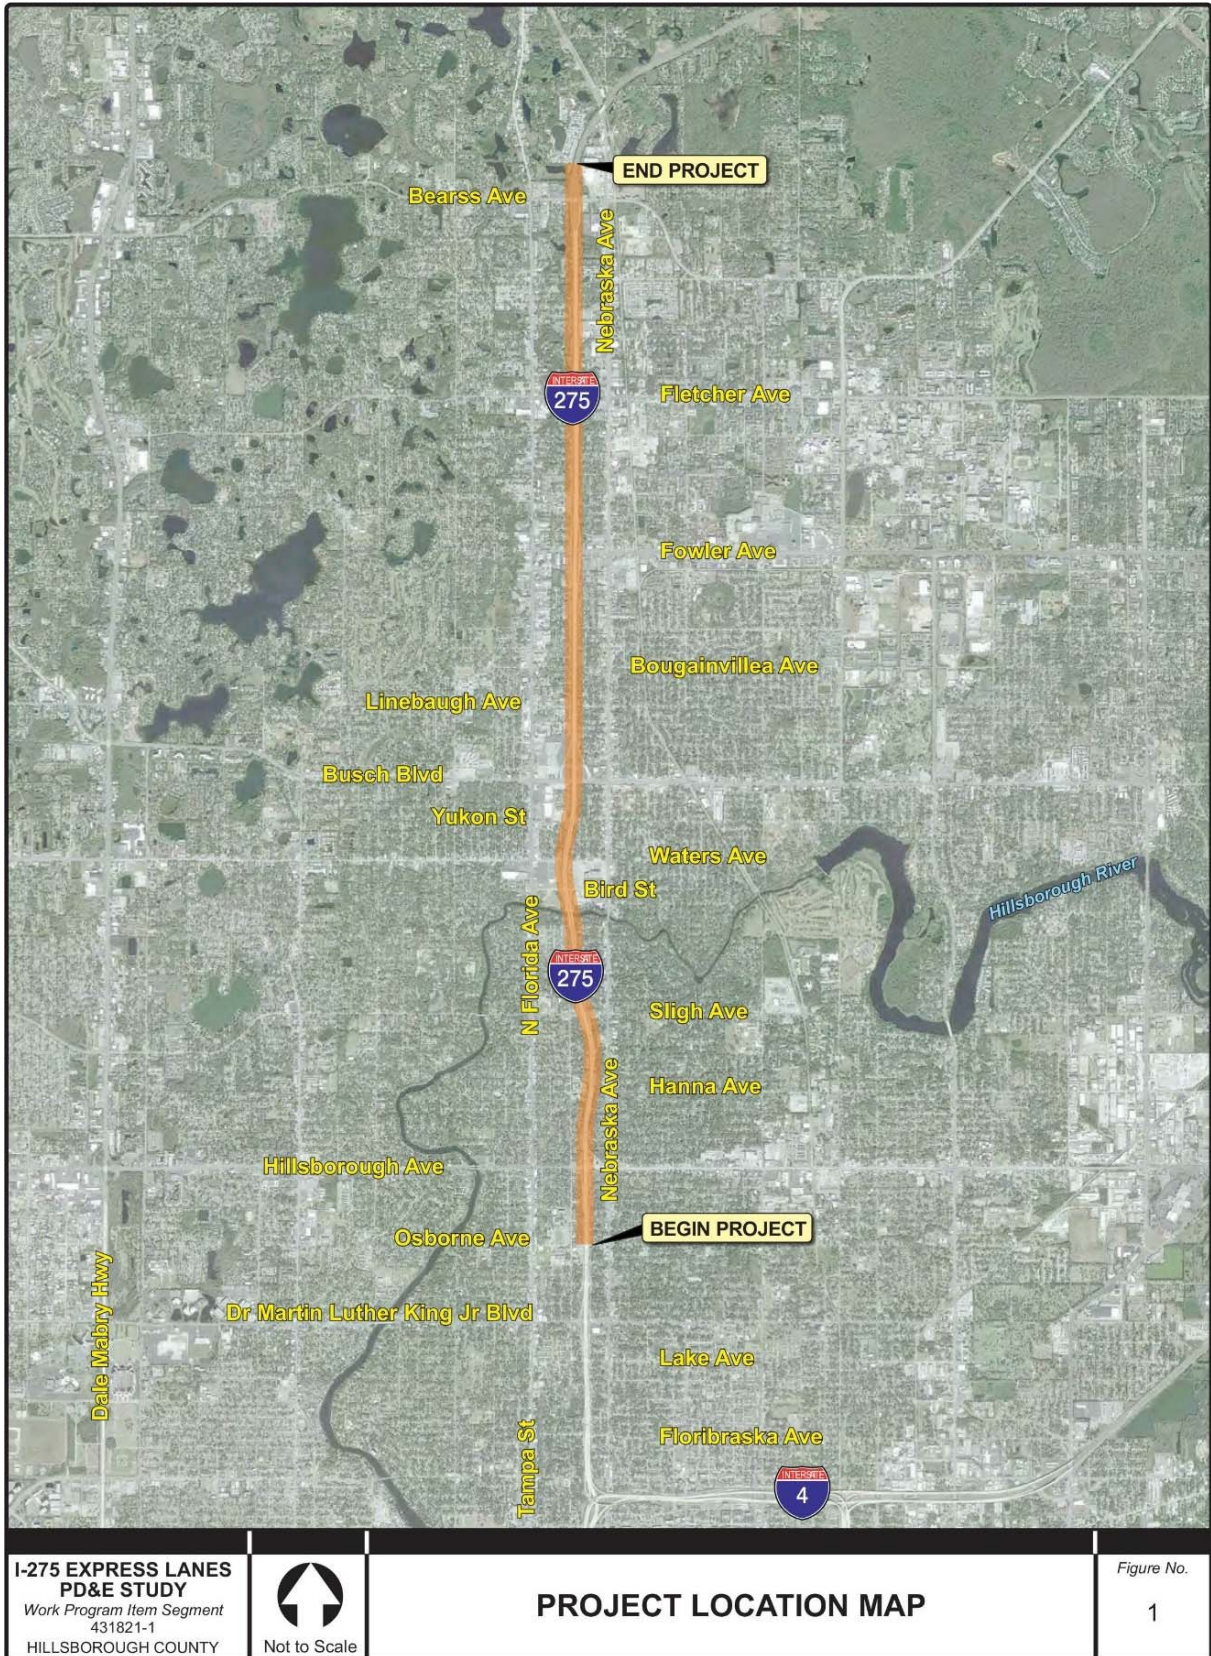 END PROJECT
Bearss Ave
Nebraska Ave
INTERSATE
275
Fletcher Ave
Fowler Ave
Bougainvillea Ave
Linebaugh Ave
Busch Blvd
Yukon St
Waters Ave
Bird St
Hillsborough River
N Florida Ave
INTERSATE
275
Sligh Ave
Nebraska Ave
Hanna Ave
Hillsborough Ave
BEGIN PROJECT
Osborne Ave
Dale Mabry Hwy
Dr Martin Luther King Jr Blvd
Lake Ave
Tampa St
Floribraska Ave
INTERSATE
4
I-275 EXPRESS LANES
PD&E STUDY
Work Program Item Segment
431821-1
HILLSBOROUGH COUNTY
Not to Scale
PROJECT LOCATION MAP
Figure No.
1